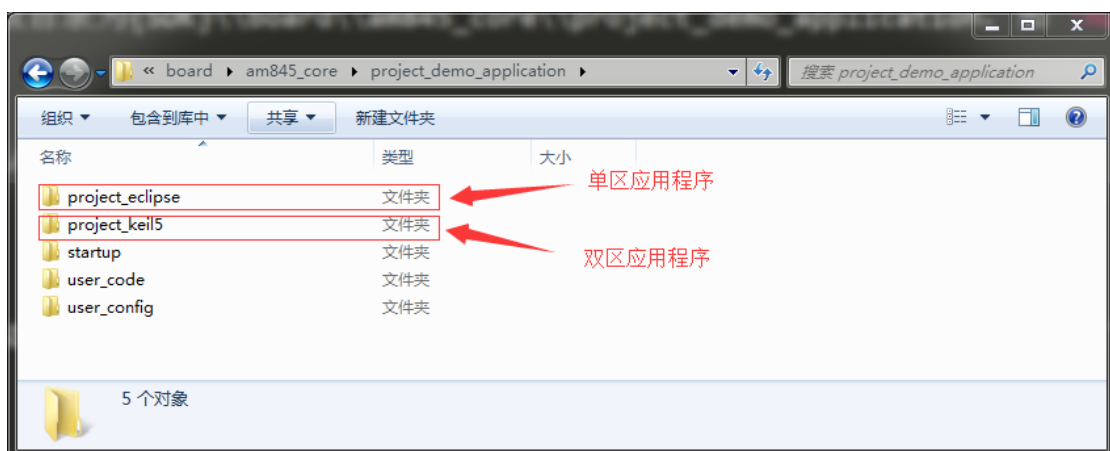 « board ▸ am845_core ▸ project_demo_application ▸ 搜索 project_demo_application
组织 ▼ 包含到库中 ▼ 共享 ▼ 新建文件夹
名称 类型 大小
project_eclipse 文件夹 单区应用程序
project_keil5 文件夹
startup 文件夹 双区应用程序
user_code 文件夹
user_config 文件夹
5 个对象